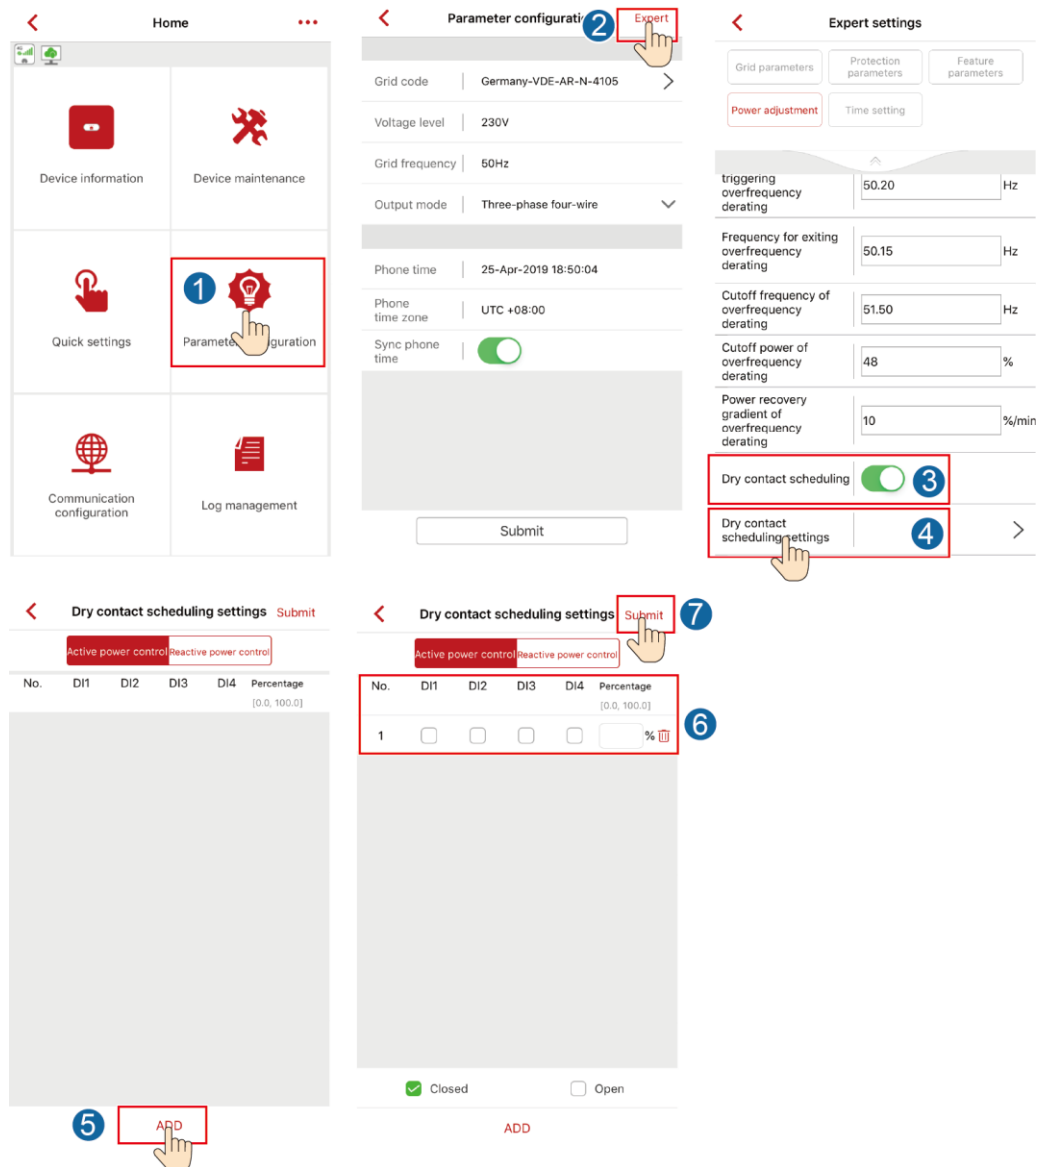 Home
Device information
Device maintenance
1
Quick settings
Parameter configuration
Communication
configuration
Log management
Parameter configurati
2
Expert
Grid code
Germany-VDE-AR-N-4105
Voltage level
230V
Grid frequency
50Hz
Output mode
Three-phase four-wire
Phone time
25-Apr-2019 18:50:04
Phone
time zone
UTC +08:00
Sync phone
time
Submit
Expert settings
Grid parameters
Protection
parameters
Feature
parameters
Power adjustment
Time setting
triggering
overfrequency
derating
50.20
Hz
Frequency for exiting
overfrequency
derating
50.15
Hz
Cutoff frequency of
overfrequency
derating
51.50
Hz
Cutoff power of
overfrequency
derating
48
%
Power recovery
gradient of
overfrequency
derating
10
%/min
Dry contact scheduling
3
Dry contact
scheduling settings
4
Dry contact scheduling settings
Submit
Active power control
Reactive power control
No. DI1 DI2 DI3 DI4 Percentage
[0.0, 100.0]
5
ADD
Dry contact scheduling settings
Submit
7
Active power control
Reactive power control
No. DI1 DI2 DI3 DI4 Percentage
[0.0, 100.0]
6
1 %
Closed
Open
ADD